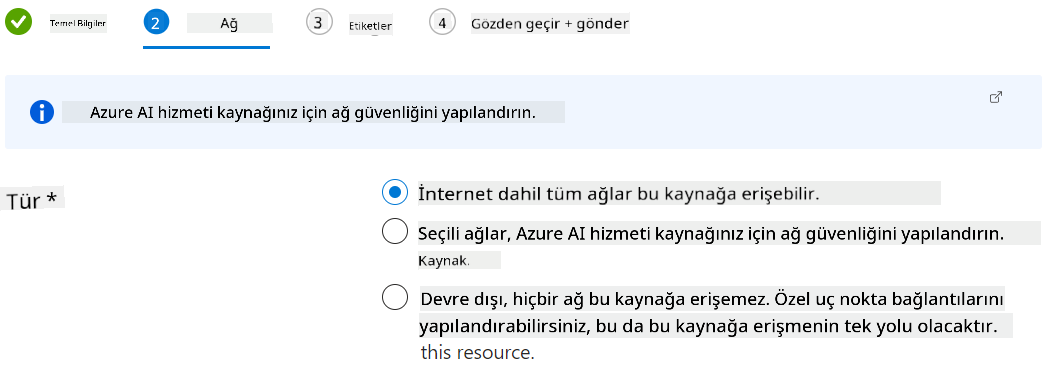 Temel Bilgiler
2 Ağ
3 Etiketler
4 Gözden geçir + gönder
Azure AI hizmeti kaynağınız için ağ güvenliğini yapılandırın.
Tür *
İnternet dahil tüm ağlar bu kaynağa erişebilir.
Seçili ağlar, Azure AI hizmeti kaynağınız için ağ güvenliğini yapılandırın.
Kaynak.
Devre dışı, hiçbir ağ bu kaynağa erişemez. Özel uç nokta bağlantılarını
yapılandırabilirsiniz, bu da bu kaynağa erişmenin tek yolu olacaktır.
this resource.